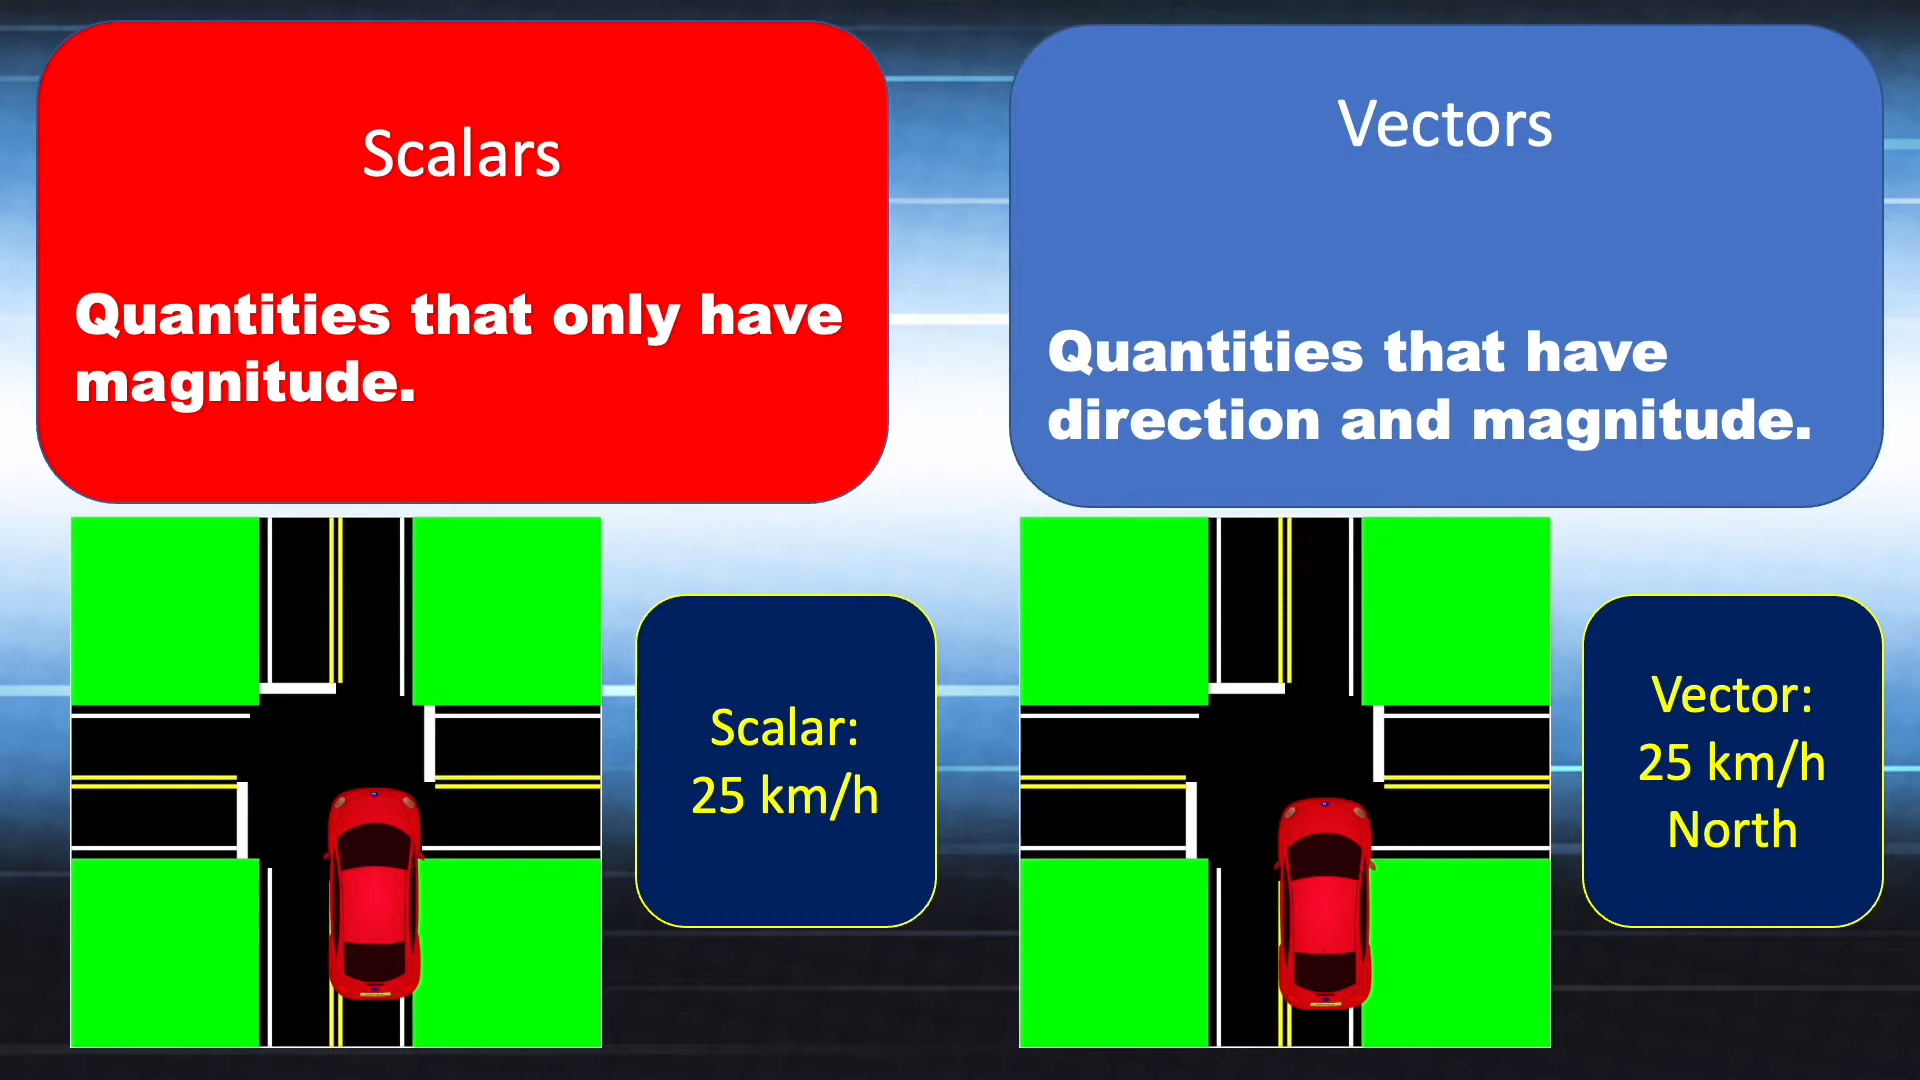 Scalars
Quantities that only have
magnitude.
Vectors
Quantities that have
direction and magnitude.
Scalar:
25 km/h
Vector:
25 km/h
North